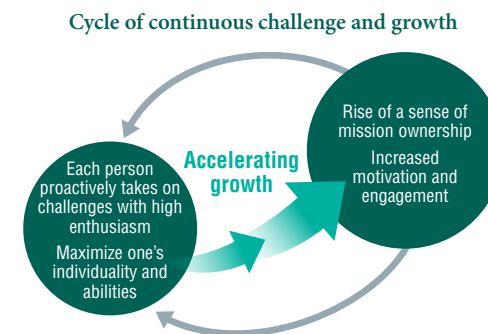 Cycle of continuous challenge and growth
Rise of a sense of
mission ownership
Increased
motivation and
engagement
Accelerating
growth
Each person
proactively takes on
challenges with high
enthusiasm
Maximize one's
individuality and
abilities